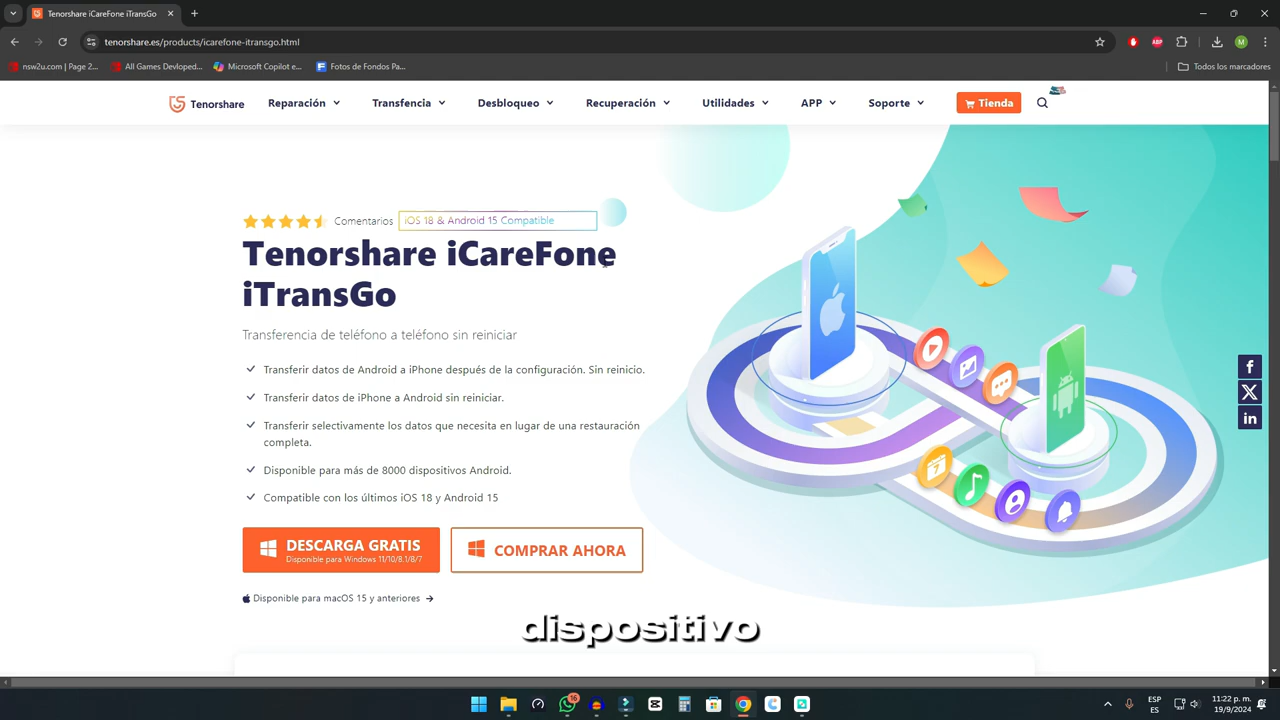 Tenorshare iCareFone iTransGo
tenorshare.es/products/icarefone-itransgo.html
M
nsw2u.com | Page 2...
All Games Devloped...
Microsoft Copilot e...
Fotos de Fondos Pa...
Todos los marcadores
Tenorshare
Reparación
Transfencia
Desbloqueo
Recuperación
Utilidades
APP
Soporte
Tienda
Comentarios
iOS 18 & Android 15 Compatible
Tenorshare iCareFone
iTransGo
Transferencia de teléfono a teléfono sin reiniciar
Transferir datos de Android a iPhone después de la configuración. Sin reinicio.
Transferir datos de iPhone a Android sin reiniciar.
Transferir selectivamente los datos que necesita en lugar de una restauración
completa.
Disponible para más de 8000 dispositivos Android.
Compatible con los últimos iOS 18 y Android 15
DESCARGA GRATIS
Disponible para Windows 11/10/8.1/8/7
COMPRAR AHORA
Disponible para macOS 15 y anteriores
dispositivo
16
ESP
ES
11:22 p. m.
19/9/2024